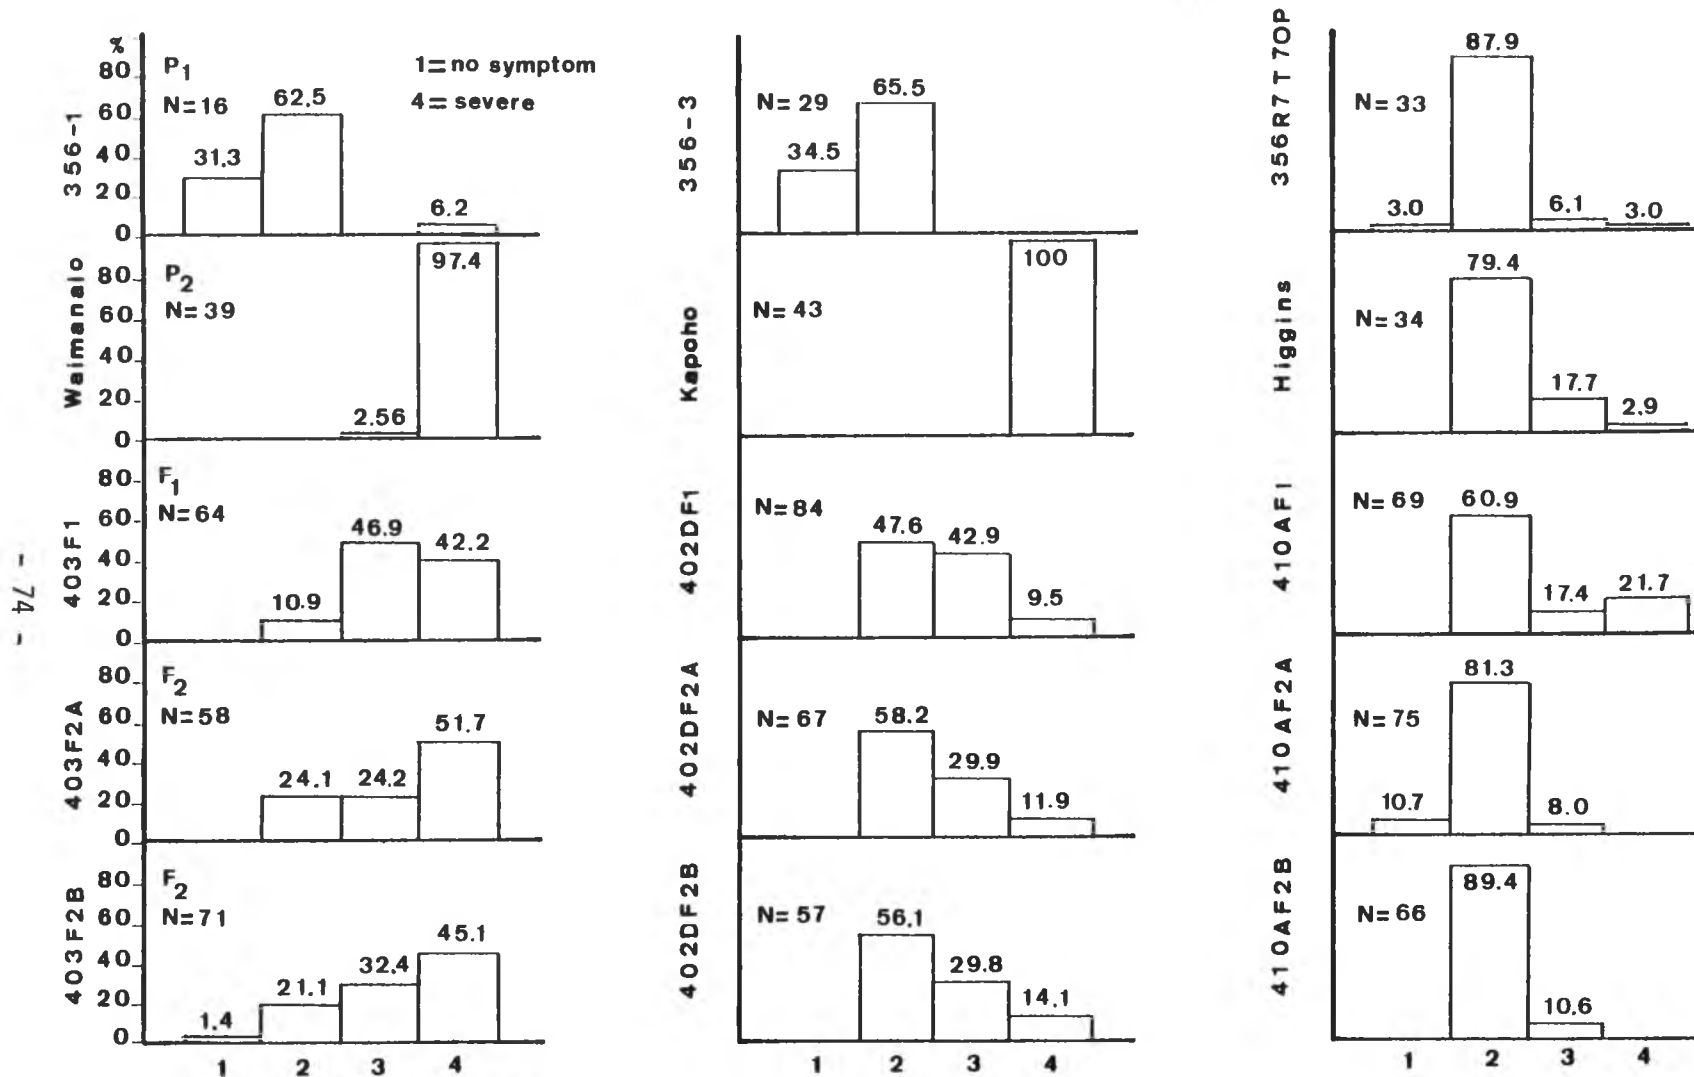 %
80
60
40
20
0
356-1
P1
N=16
1=no symptom
4=severe
31.3
62.5
6.2
356-3
N=29
34.5
65.5
356R7T7OP
N=33
3.0
87.9
6.1
3.0
Waimanalo
80
60
40
20
0
P2
N=39
2.56
97.4
Kapoho
N=43
100
Higgins
N=34
79.4
17.7
2.9
403F1
80
60
40
20
0
F1
N=64
10.9
46.9
42.2
402DF1
N=84
47.6
42.9
9.5
410AF1
N=69
60.9
17.4
21.7
403F2A
80
60
40
20
0
F2
N=58
24.1
24.2
51.7
402DF2A
N=67
58.2
29.9
11.9
410AF2A
N=75
10.7
81.3
8.0
403F2B
80
60
40
20
0
F2
N=71
1.4
21.1
32.4
45.1
402DF2B
N=57
56.1
29.8
14.1
410AF2B
N=66
89.4
10.6
1 2 3 4
1 2 3 4
1 2 3 4
- 74 -